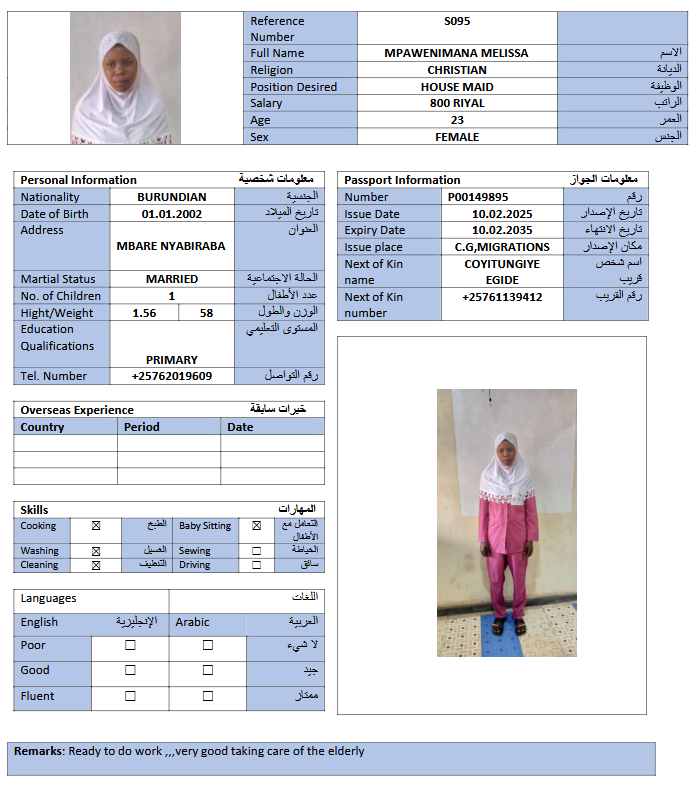 Reference Number S095
Full Name MPAWENIMANA MELISSA الاسم
Religion CHRISTIAN الديانة
Position Desired HOUSE MAID الوظيفة
Salary 800 RIYAL الراتب
Age 23 العمر
Sex FEMALE الجنس
Personal Information معلومات شخصية
Nationality BURUNDIAN الجنسية
Date of Birth 01.01.2002 تاريخ الميلاد
Address MBARE NYABIRABA العنوان
Martial Status MARRIED الحالة الاجتماعية
No. of Children 1 عدد الأطفال
Hight/Weight 1.56 58 الوزن والطول
Education Qualifications PRIMARY المستوى التعليمي
Tel. Number +25762019609 رقم التواصل
Passport Information معلومات الجواز
Number P00149895 رقم
Issue Date 10.02.2025 تاريخ الإصدار
Expiry Date 10.02.2035 تاريخ الانتهاء
Issue place C.G,MIGRATIONS مكان الإصدار
Next of Kin name COYITUNGIYE EGIDE اسم شخص قريب
Next of Kin number +25761139412 رقم القريب
Overseas Experience خبرات سابقة
Country Period Date
Skills المهارات
Cooking ☒ الطبخ Baby Sitting ☒ التعامل مع الأطفال
Washing ☒ الغسيل Sewing ☐ الخياطة
Cleaning ☒ التنظيف Driving ☐ سائق
Languages اللغات
English الإنجليزية Arabic العربية
Poor ☐ ☐ لا شيء
Good ☐ ☐ جيد
Fluent ☐ ☐ ممتاز
Remarks: Ready to do work ,,,very good taking care of the elderly